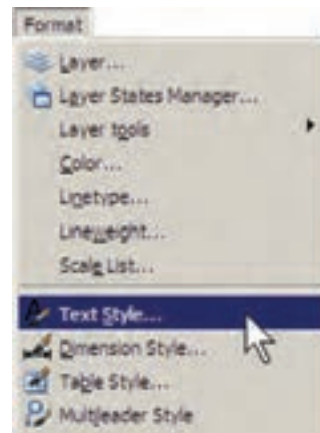 Format
Layer...
Layer States Manager...
Layer tools
Color...
Linetype...
Lineweight...
Scale List...
Text Style...
Dimension Style...
Table Style...
Multileader Style